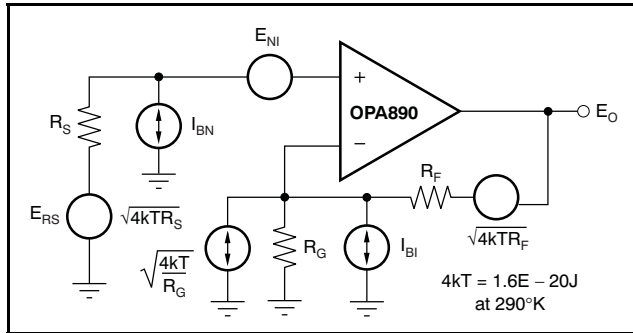 E_NI
+
OPA890
−
E_O
R_S
I_BN
R_F
E_RS
√4kTR_S
√(4kT/R_G)
R_G
I_BI
√4kTR_F
4kT = 1.6E – 20J
at 290°K